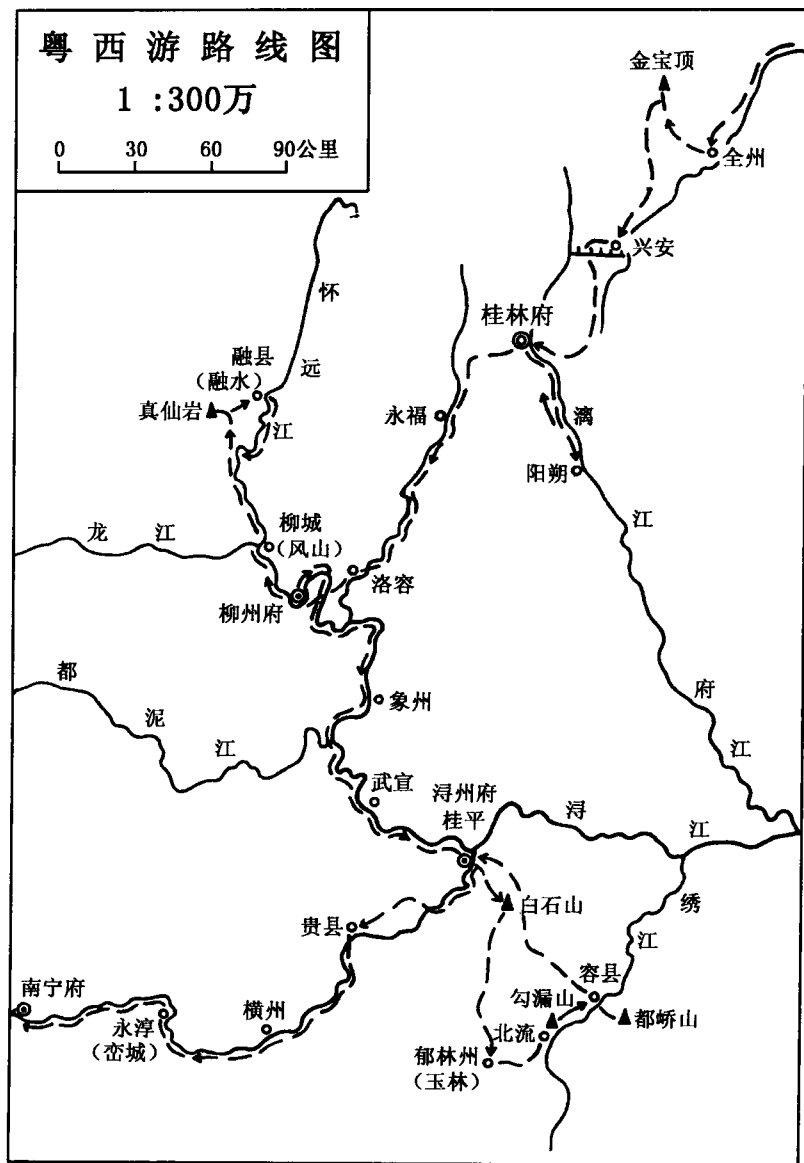 粤西游路线图
1:300万
0 30 60 90公里
金宝顶
全州
兴安
怀远江
桂林府
融县
（融水）
真仙岩
永福
漓江
阳朔
龙江
柳城
（凤山）
洛容
柳州府
都泥江
象州
府江
武宣
浔州府
桂平
浔江
白石山
绣江
贵县
容县
南宁府
勾漏山
横州
都峤山
永淳
（峦城）
北流
郁林州
（玉林）